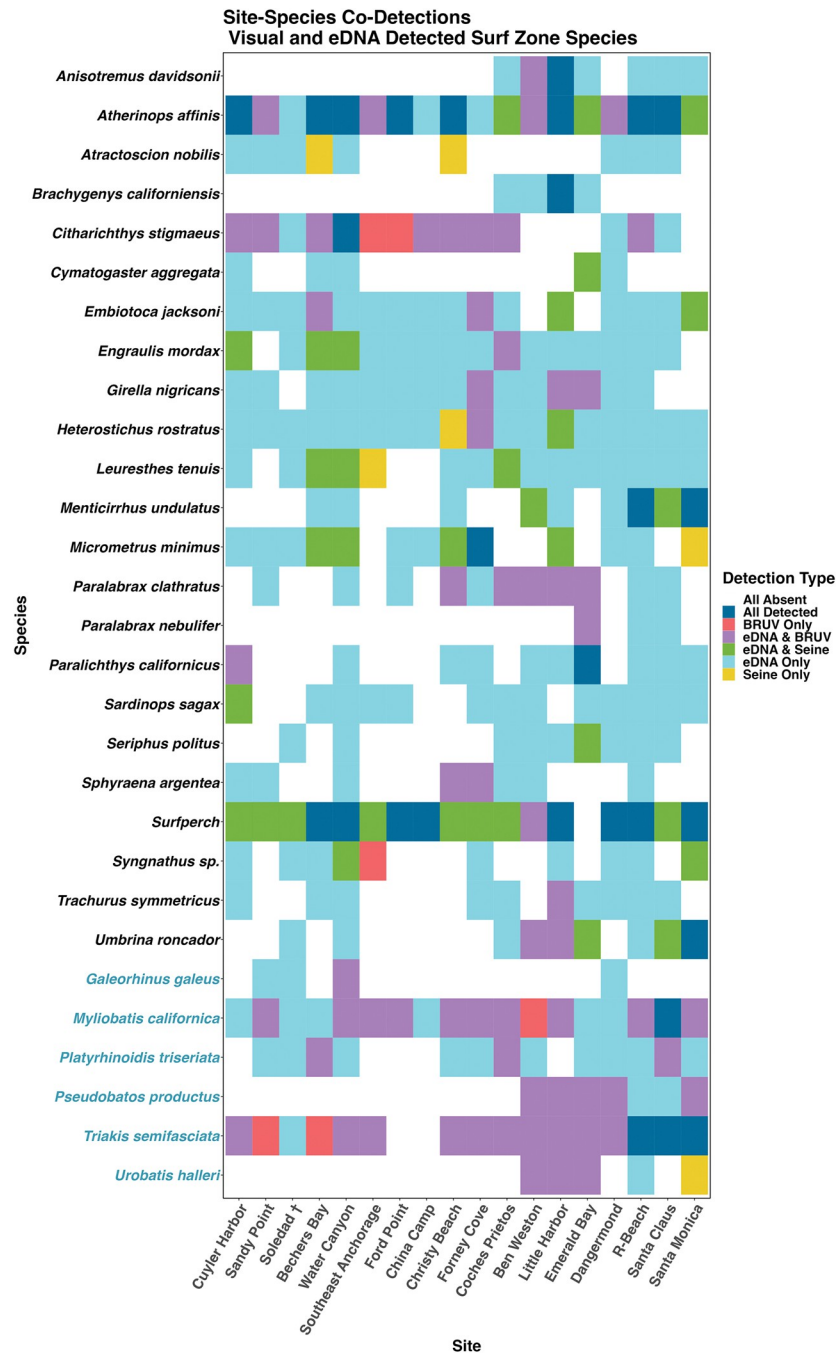 Site-Species Co-Detections
Visual and eDNA Detected Surf Zone Species
Anisotremus davidsonii
Atherinops affinis
Atractoscion nobilis
Brachygenys californiensis
Citharichthys stigmaeus
Cymatogaster aggregata
Embiotoca jacksoni
Engraulis mordax
Girella nigricans
Heterostichus rostratus
Leuresthes tenuis
Menticirrhus undulatus
Micrometrus minimus
Paralabrax clathratus
Paralabrax nebulifer
Paralichthys californicus
Sardinops sagax
Seriphus politus
Sphyraena argentea
Surfperch
Syngnathus sp.
Trachurus symmetricus
Umbrina roncador
Galeorhinus galeus
Myliobatis californica
Platyrhinoidis triseriata
Pseudobatos productus
Triakis semifasciata
Urobatis halleri
Species
Detection Type
All Absent
All Detected
BRUV Only
eDNA & BRUV
eDNA & Seine
eDNA Only
Seine Only
Cuyler Harbor
Sandy Point
Soledad †
Bechers Bay
Water Canyon
Southeast Anchorage
Ford Point
China Camp
Christy Beach
Forney Cove
Coches Prietos
Ben Weston
Little Harbor
Emerald Bay
Dangermond
R-Beach
Santa Claus
Santa Monica
Site